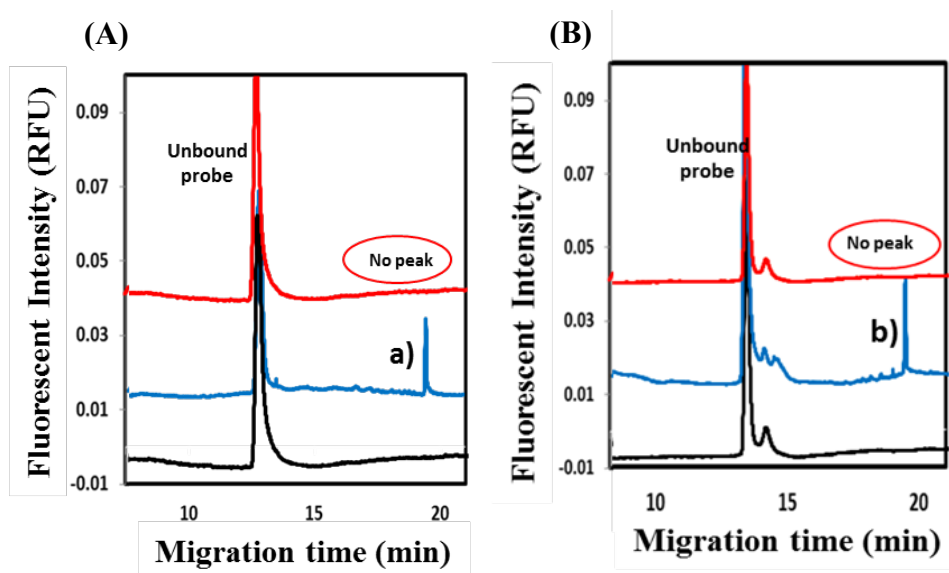 (A)
Fluorescent Intensity (RFU)
0.09
0.07
0.05
0.03
0.01
-0.01
Unbound
probe
No peak
a)
10
15
20
Migration time (min)
(B)
Fluorescent Intensity (RFU)
0.09
0.07
0.05
0.03
0.01
-0.01
Unbound
probe
No peak
b)
10
15
20
Migration time (min)